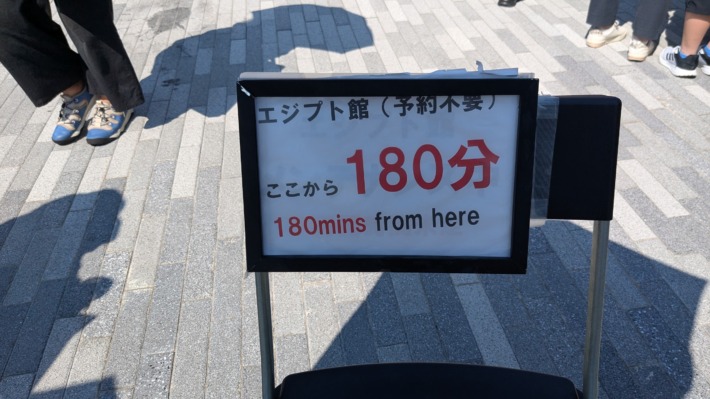 エジプト館（予約不要）
ここから 180分
180mins from here